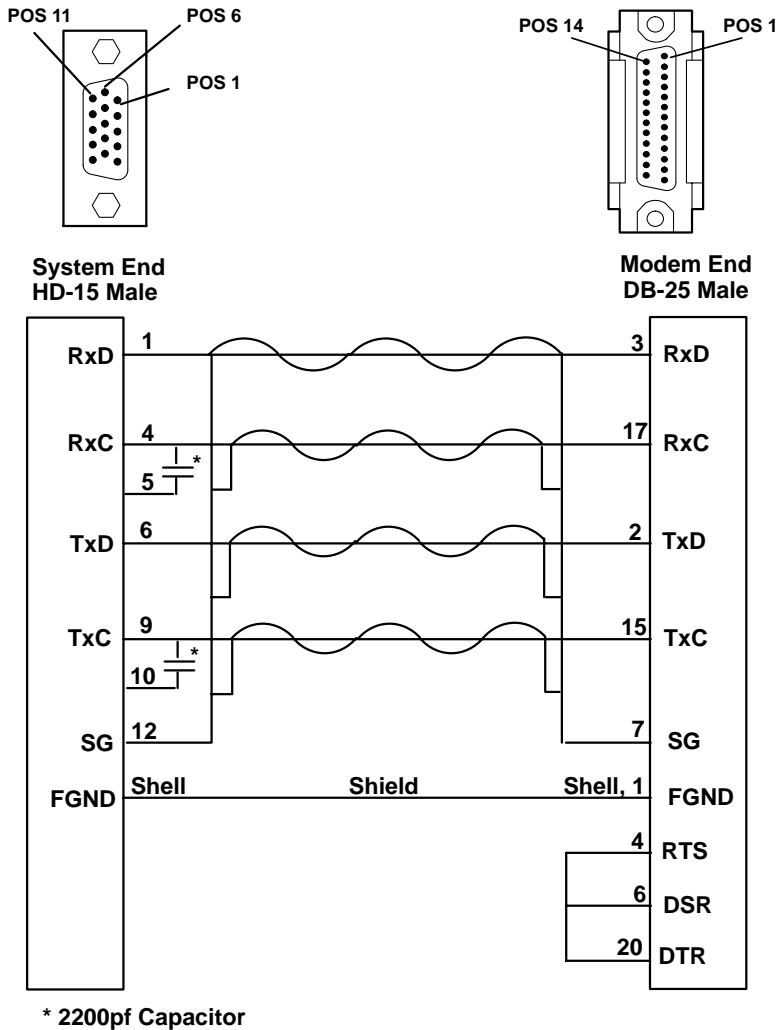 POS 11
POS 6
POS 1
POS 14
POS 1
System End
HD-15 Male
Modem End
DB-25 Male
RxD 1 3 RxD
RxC 4 17 RxC
*
5
TxD 6 2 TxD
TxC 9 15 TxC
*
10
SG 12 7 SG
FGND Shell Shield Shell, 1 FGND
4 RTS
6 DSR
20 DTR
* 2200pf Capacitor